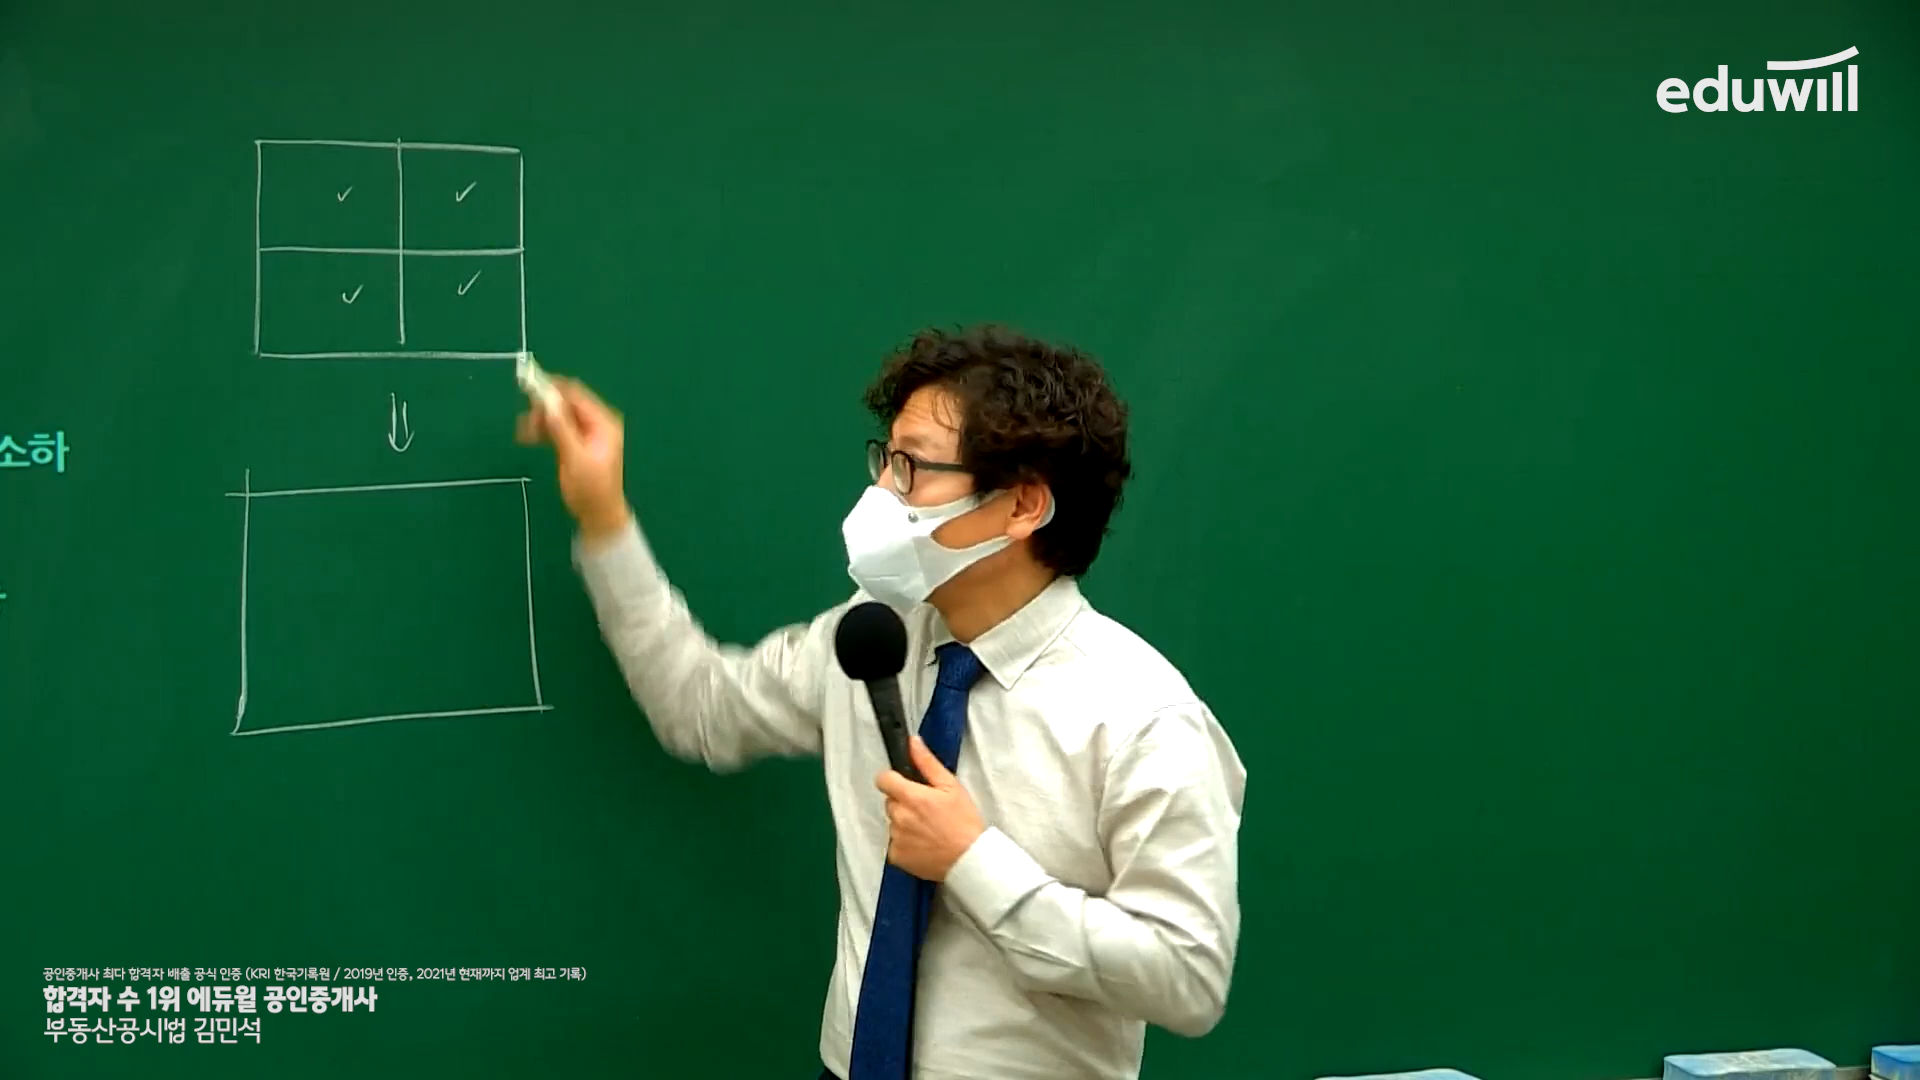 eduwill
소하
공인중개사 최다 합격자 배출 공식 인증 (KRI 한국기록원 / 2019년 인증, 2021년 현재까지 업계 최고 기록)
합격자 수 1위 에듀윌 공인중개사
부동산공시법 김민석